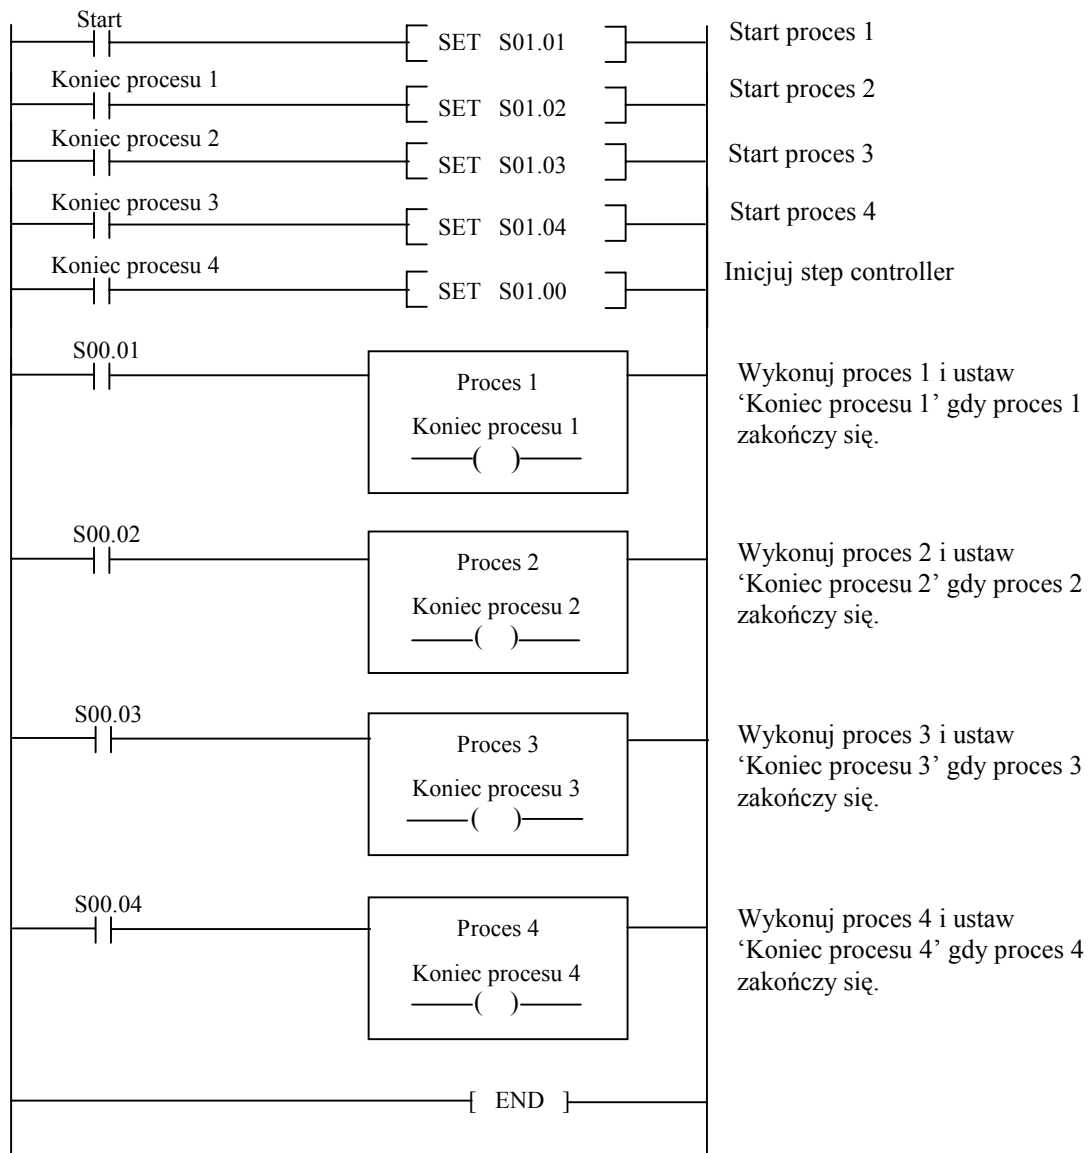 Start
SET S01.01
Start proces 1
Koniec procesu 1
SET S01.02
Start proces 2
Koniec procesu 2
SET S01.03
Start proces 3
Koniec procesu 3
SET S01.04
Start proces 4
Koniec procesu 4
SET S01.00
Inicjuj step controller
S00.01
Proces 1
Koniec procesu 1
( )
Wykonuj proces 1 i ustaw
‘Koniec procesu 1’ gdy proces 1
zakończy się.
S00.02
Proces 2
Koniec procesu 2
( )
Wykonuj proces 2 i ustaw
‘Koniec procesu 2’ gdy proces 2
zakończy się.
S00.03
Proces 3
Koniec procesu 3
( )
Wykonuj proces 3 i ustaw
‘Koniec procesu 3’ gdy proces 3
zakończy się.
S00.04
Proces 4
Koniec procesu 4
( )
Wykonuj proces 4 i ustaw
‘Koniec procesu 4’ gdy proces 4
zakończy się.
[ END ]